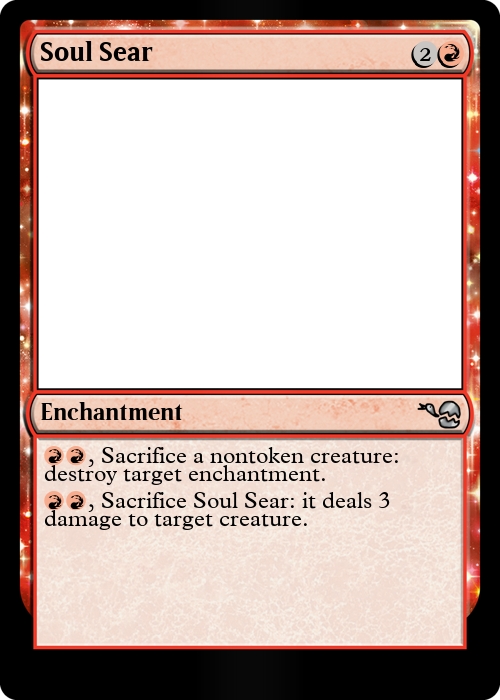 Soul Sear 2
Enchantment
, Sacrifice a nontoken creature:
destroy target enchantment.
, Sacrifice Soul Sear: it deals 3
damage to target creature.